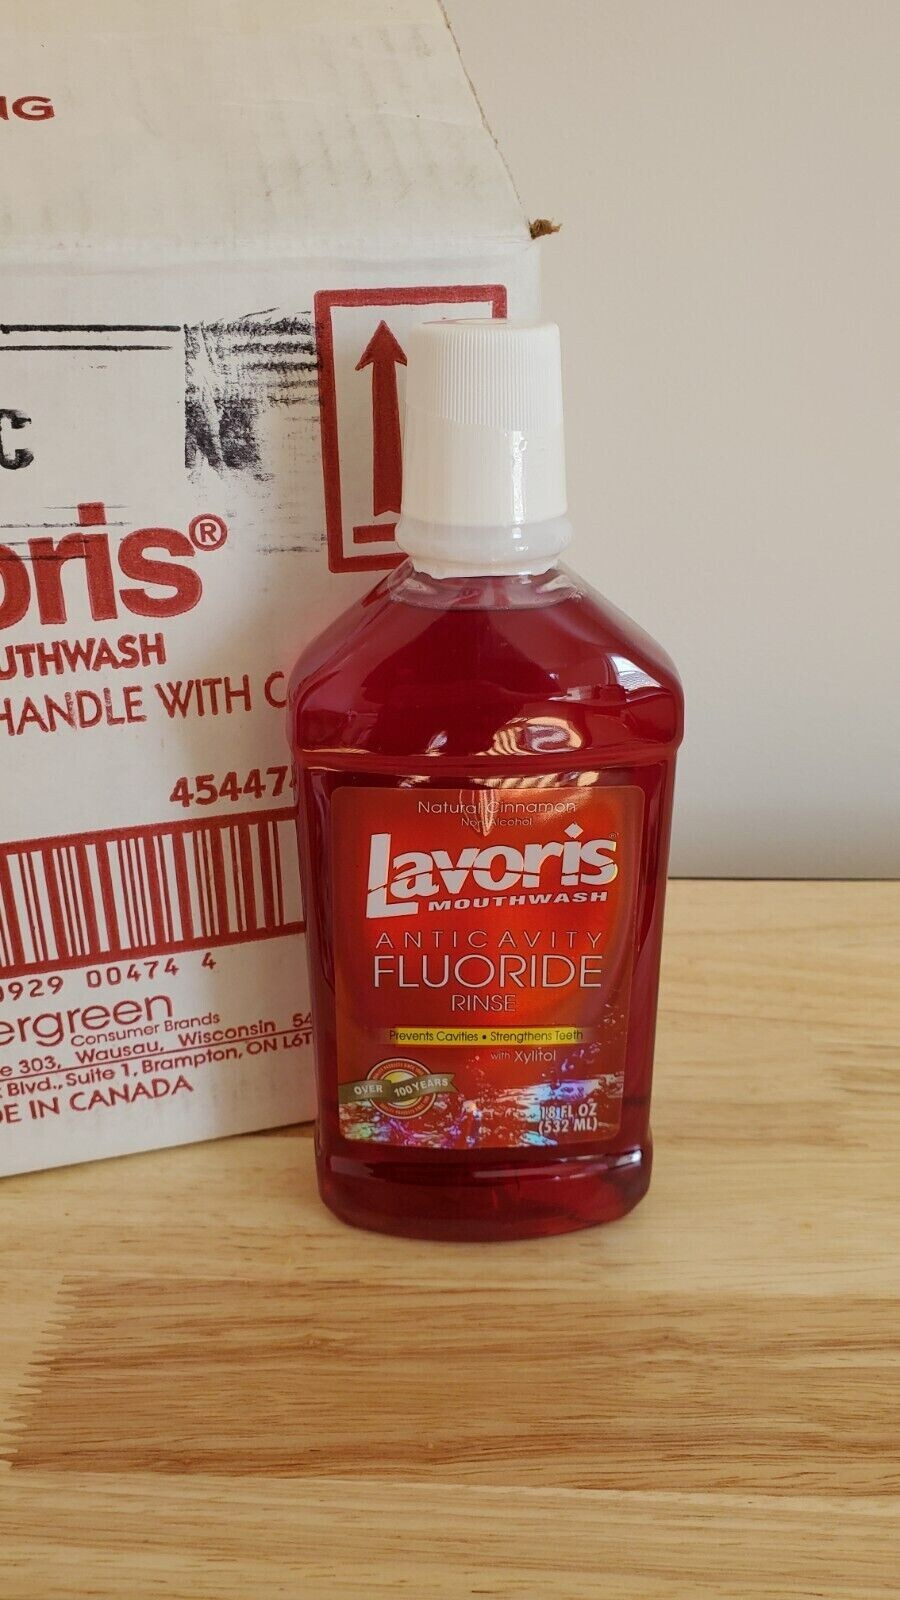 NG
C
oris®
UTHWASH
HANDLE WITH C
45447
0929 00474 4
ergreen
Consumer Brands
e 303, Wausau, Wisconsin 54
Blvd., Suite 1, Brampton, ON L6T
E IN CANADA
Natural Cinnamon
Non-Alcohol
Lavoris®
MOUTHWASH
ANTICAVITY
FLUORIDE
RINSE
Prevents Cavities • Strengthens Teeth
with Xylitol
OVER 100 YEARS
18 FL OZ
(532 ML)